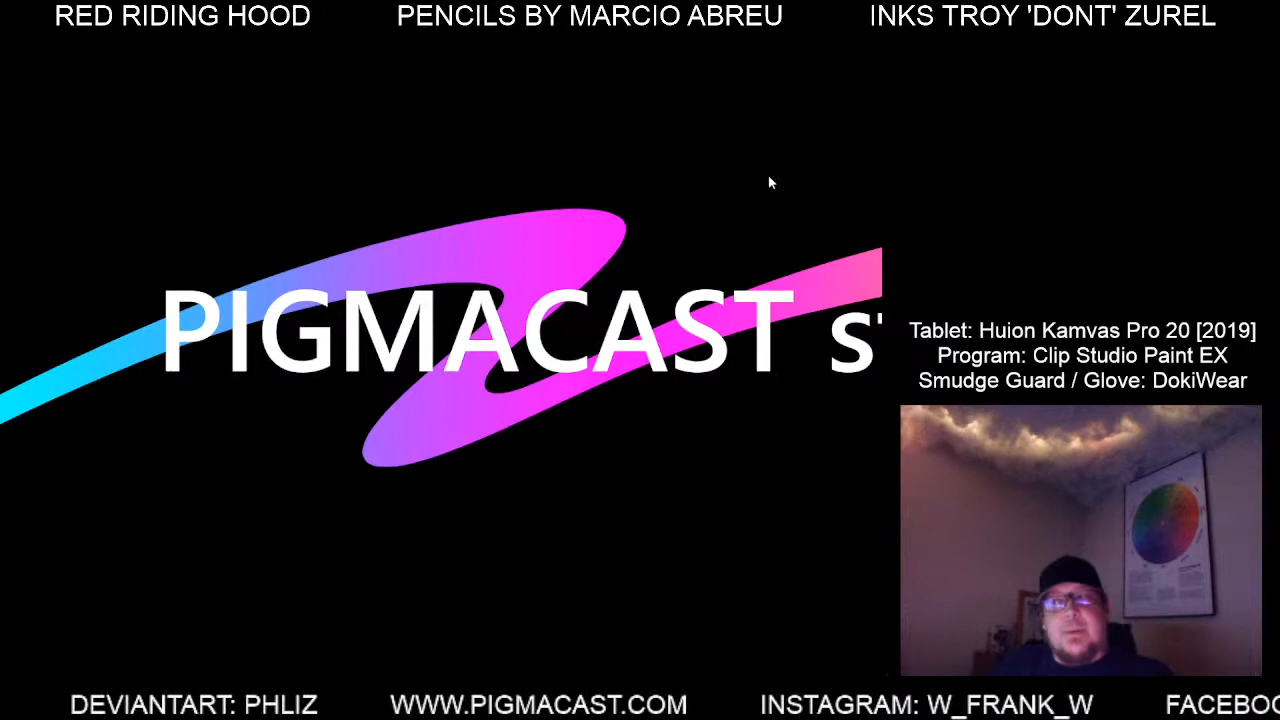 RED RIDING HOOD PENCILS BY MARCIO ABREU INKS TROY 'DONT' ZUREL
PIGMACAST
Tablet: Huion Kamvas Pro 20 [2019]
Program: Clip Studio Paint EX
Smudge Guard / Glove: DokiWear
DEVIANTART: PHLIZ WWW.PIGMACAST.COM INSTAGRAM: W_FRANK_W